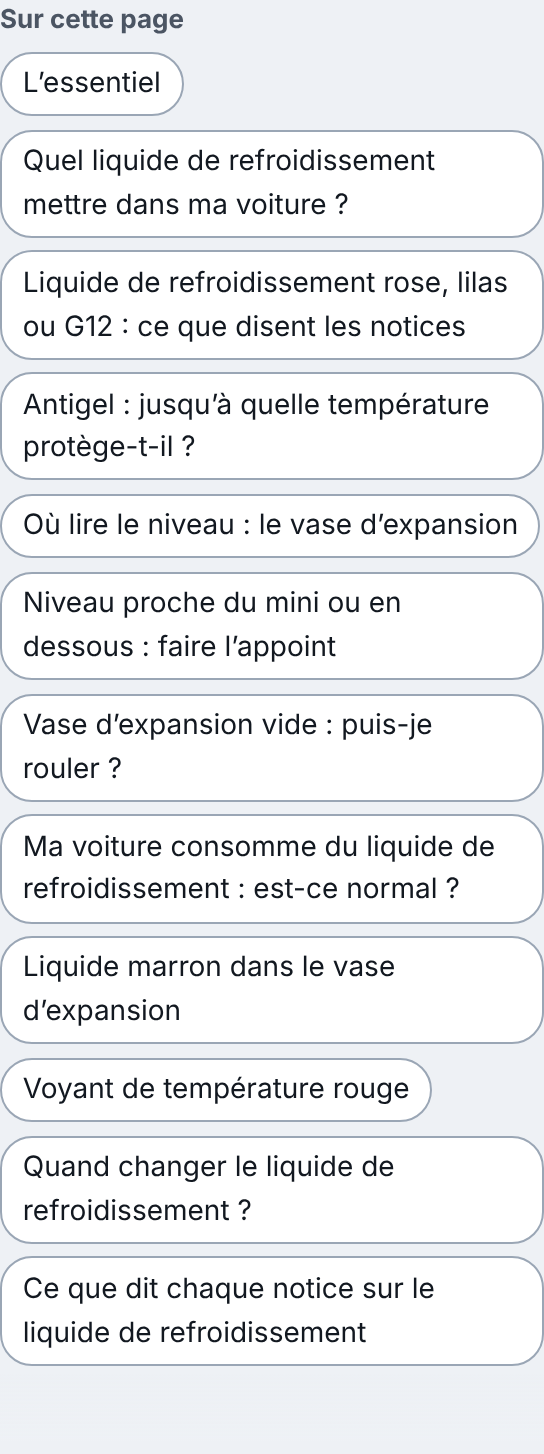 Sur cette page
L’essentiel
Quel liquide de refroidissement
mettre dans ma voiture ?
Liquide de refroidissement rose, lilas
ou G12 : ce que disent les notices
Antigel : jusqu’à quelle température
protège-t-il ?
Où lire le niveau : le vase d’expansion
Niveau proche du mini ou en
dessous : faire l’appoint
Vase d’expansion vide : puis-je
rouler ?
Ma voiture consomme du liquide de
refroidissement : est-ce normal ?
Liquide marron dans le vase
d’expansion
Voyant de température rouge
Quand changer le liquide de
refroidissement ?
Ce que dit chaque notice sur le
liquide de refroidissement